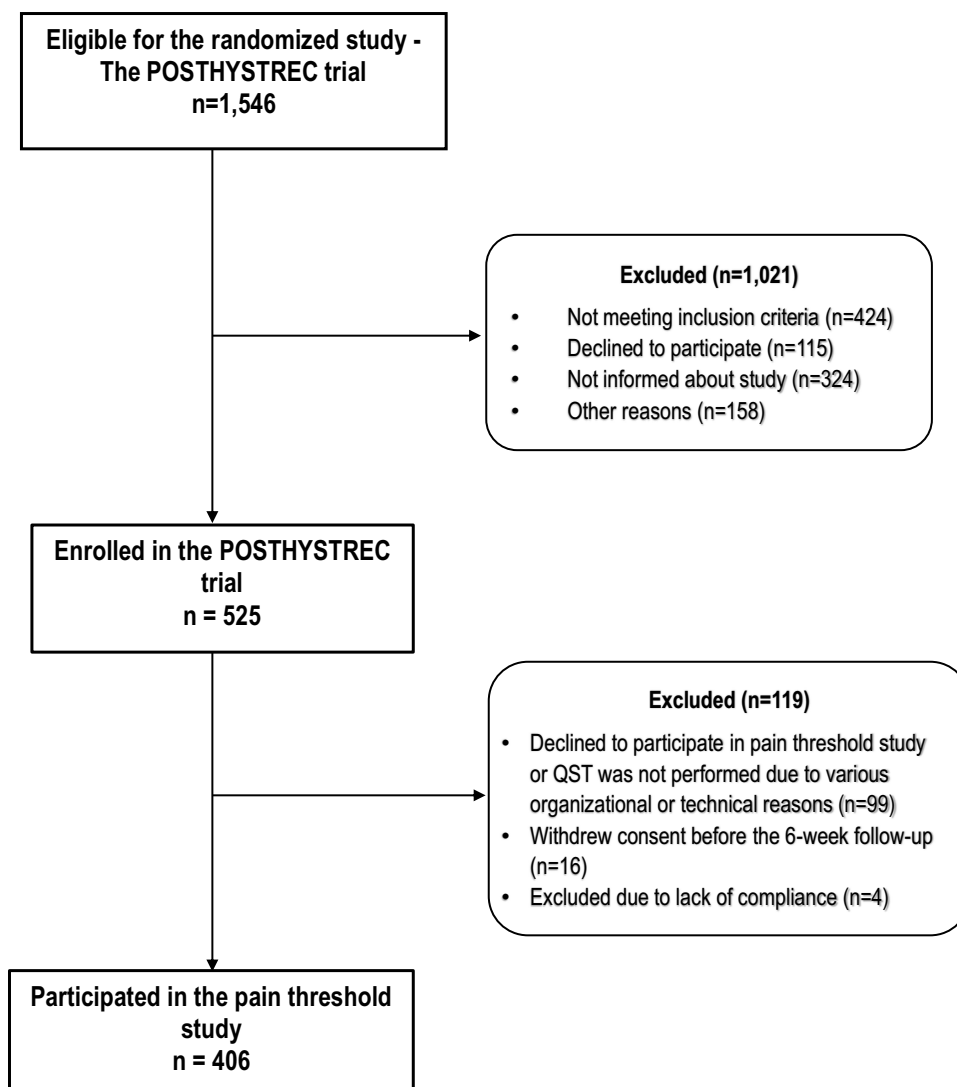 Eligible for the randomized study -
The POSTHYSTREC trial
n=1,546
Excluded (n=1,021)
• Not meeting inclusion criteria (n=424)
• Declined to participate (n=115)
• Not informed about study (n=324)
• Other reasons (n=158)
Enrolled in the POSTHYSTREC
trial
n = 525
Excluded (n=119)
• Declined to participate in pain threshold study
or QST was not performed due to various
organizational or technical reasons (n=99)
• Withdrew consent before the 6-week follow-up
(n=16)
• Excluded due to lack of compliance (n=4)
Participated in the pain threshold
study
n = 406